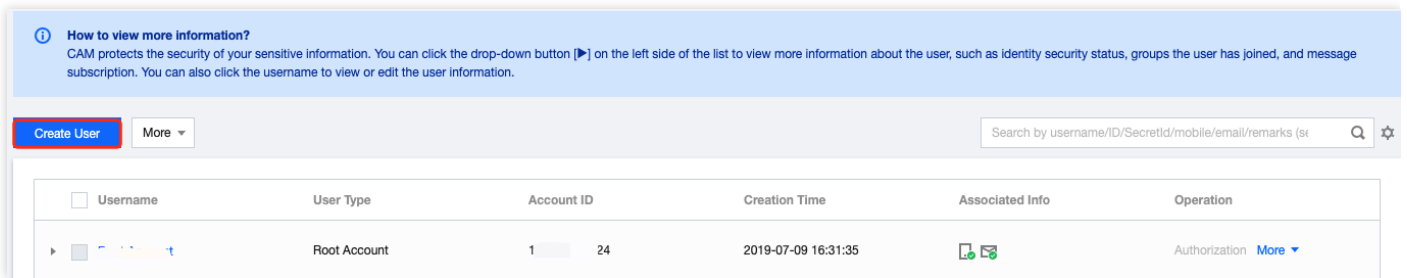 How to view more information?
CAM protects the security of your sensitive information. You can click the drop-down button [▶] on the left side of the list to view more information about the user, such as identity security status, groups the user has joined, and message
subscription. You can also click the username to view or edit the user information.
Create User More
Search by username/ID/SecretId/mobile/email/remarks (se
Username User Type Account ID Creation Time Associated Info Operation
Root Account 1 24 2019-07-09 16:31:35 Authorization More